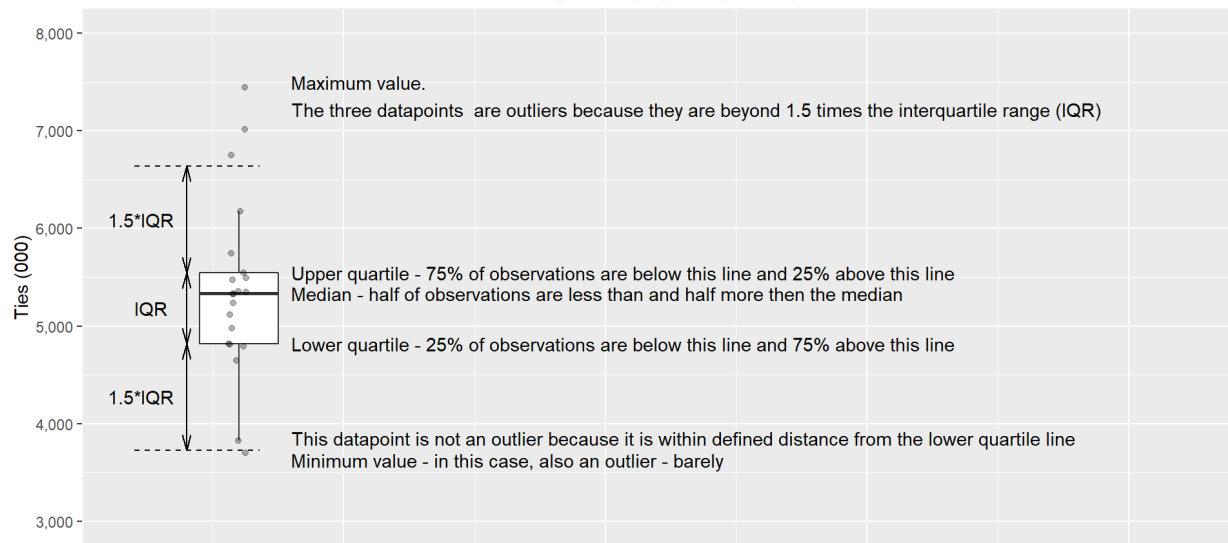 8,000
Maximum value.
The three datapoints  are outliers because they are beyond 1.5 times the interquartile range (IQR)
7,000
1.5*IQR
6,000
Ties (000)
Upper quartile - 75% of observations are below this line and 25% above this line
Median - half of observations are less than and half more then the median
IQR
5,000
Lower quartile - 25% of observations are below this line and 75% above this line
1.5*IQR
4,000
This datapoint is not an outlier because it is within defined distance from the lower quartile line
Minimum value - in this case, also an outlier - barely
3,000